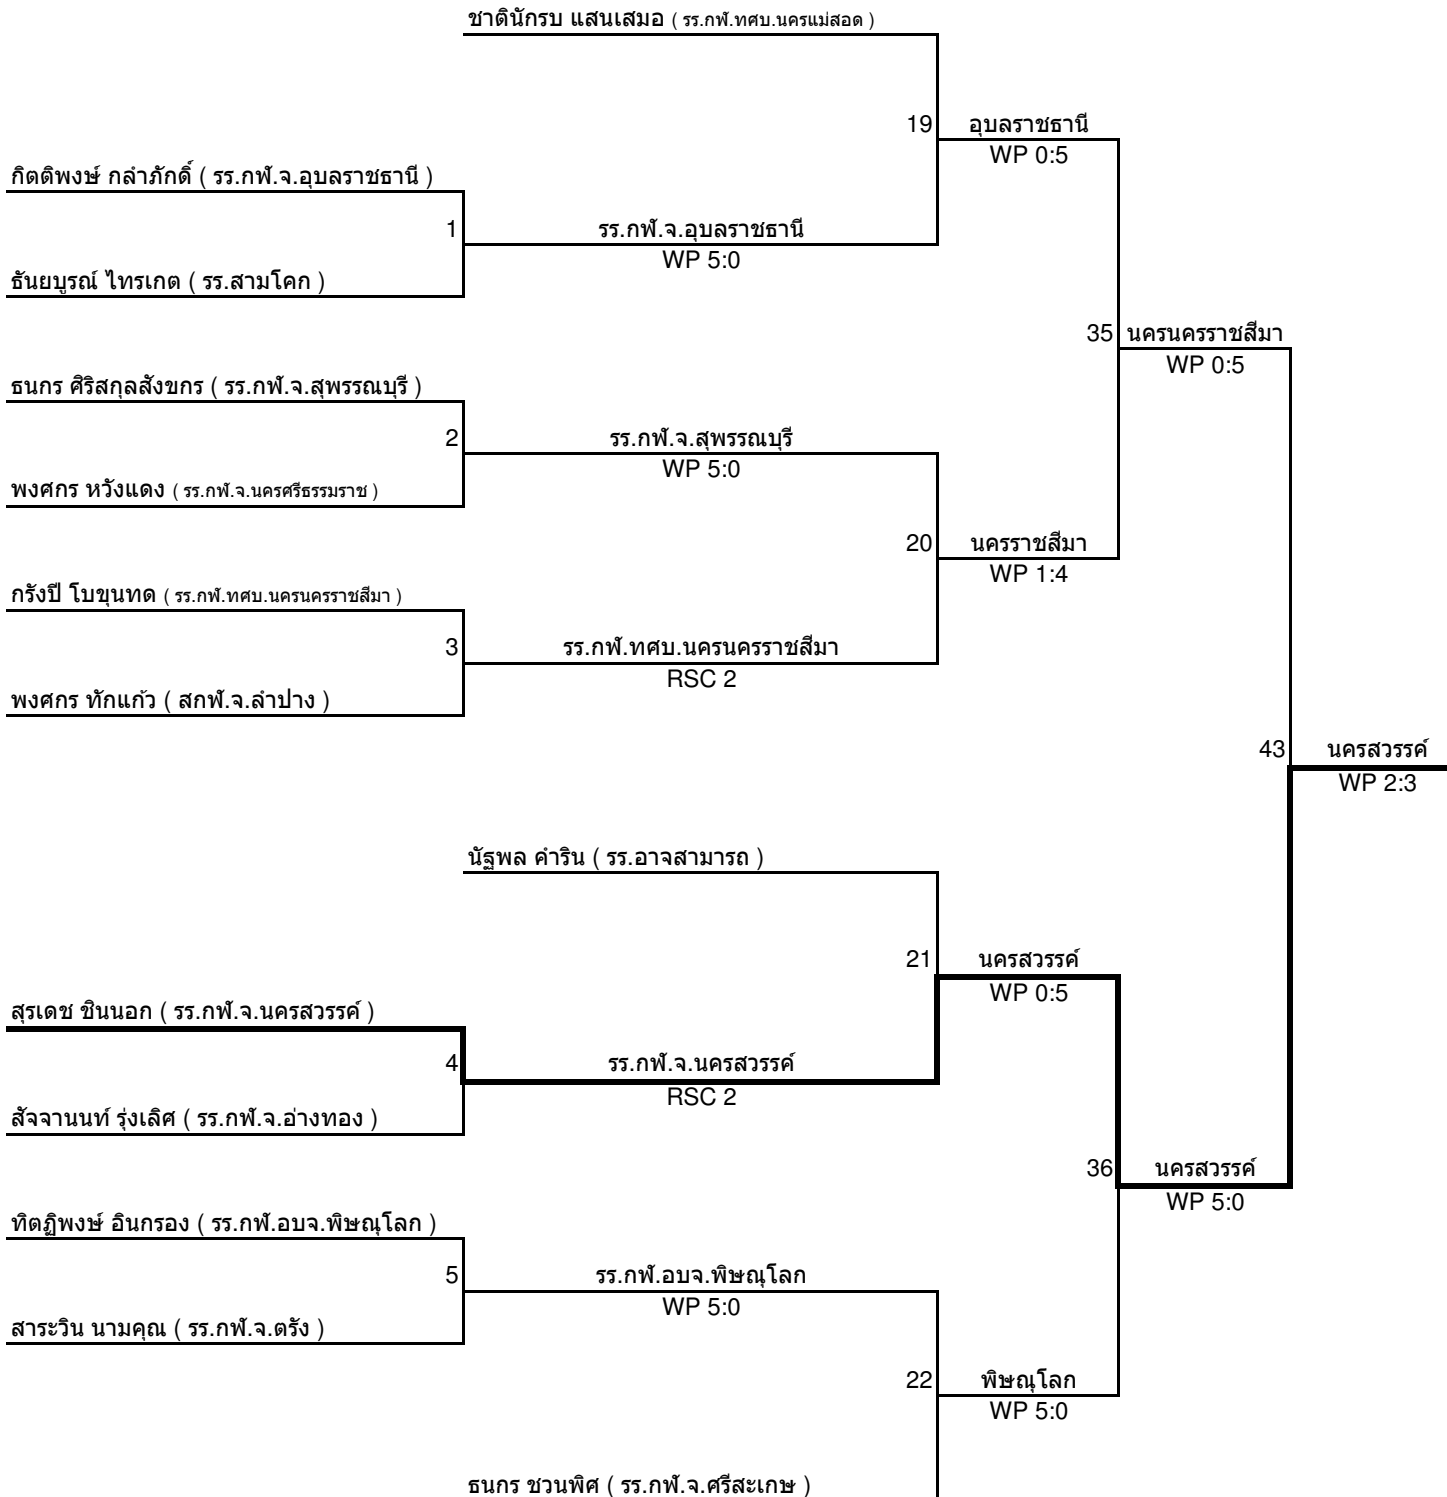 ชาตินักรบ แสนเสมอ ( รร.กฬ.ทศบ.นครแม่สอด )
19 อุบลราชธานี
WP 0:5
กิตติพงษ์ กลำภักดิ์ ( รร.กฬ.จ.อุบลราชธานี )
1 รร.กฬ.จ.อุบลราชธานี
WP 5:0
ธันยบูรณ์ ไทรเกต ( รร.สามโคก )
35 นครนครราชสีมา
WP 0:5
ธนกร ศิริสกุลสังขกร ( รร.กฬ.จ.สุพรรณบุรี )
2 รร.กฬ.จ.สุพรรณบุรี
WP 5:0
พงศกร หวังแดง ( รร.กฬ.จ.นครศรีธรรมราช )
20 นครราชสีมา
WP 1:4
กรังปี โบขุนทด ( รร.กฬ.ทศบ.นครนครราชสีมา )
3 รร.กฬ.ทศบ.นครนครราชสีมา
RSC 2
พงศกร ทักแก้ว ( สกฬ.จ.ลำปาง )
43 นครสวรรค์
WP 2:3
นัฐพล คำริน ( รร.อาจสามารถ )
21 นครสวรรค์
WP 0:5
สุรเดช ชินนอก ( รร.กฬ.จ.นครสวรรค์ )
4 รร.กฬ.จ.นครสวรรค์
RSC 2
สัจจานนท์ รุ่งเลิศ ( รร.กฬ.จ.อ่างทอง )
36 นครสวรรค์
WP 5:0
ทิตฏิพงษ์ อินกรอง ( รร.กฬ.อบจ.พิษณุโลก )
5 รร.กฬ.อบจ.พิษณุโลก
WP 5:0
สาระวิน นามคุณ ( รร.กฬ.จ.ตรัง )
22 พิษณุโลก
WP 5:0
ธนกร ชวนพิศ ( รร.กฬ.จ.ศรีสะเกษ )